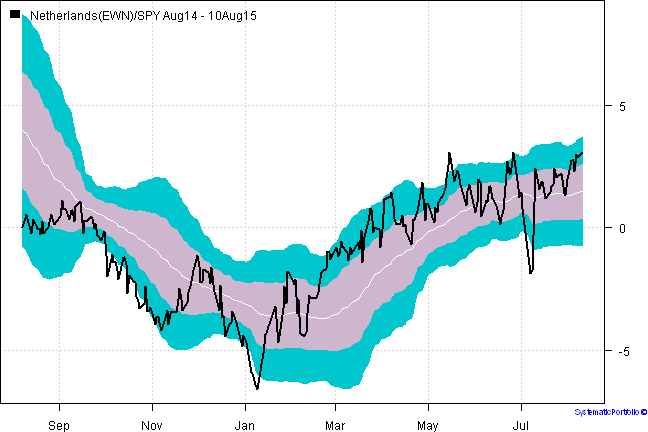 Netherlands(EWN)/SPY Aug14 - 10Aug15
5
0
-5
Sep Nov Jan Mar May Jul
SystematicPortfolio ©